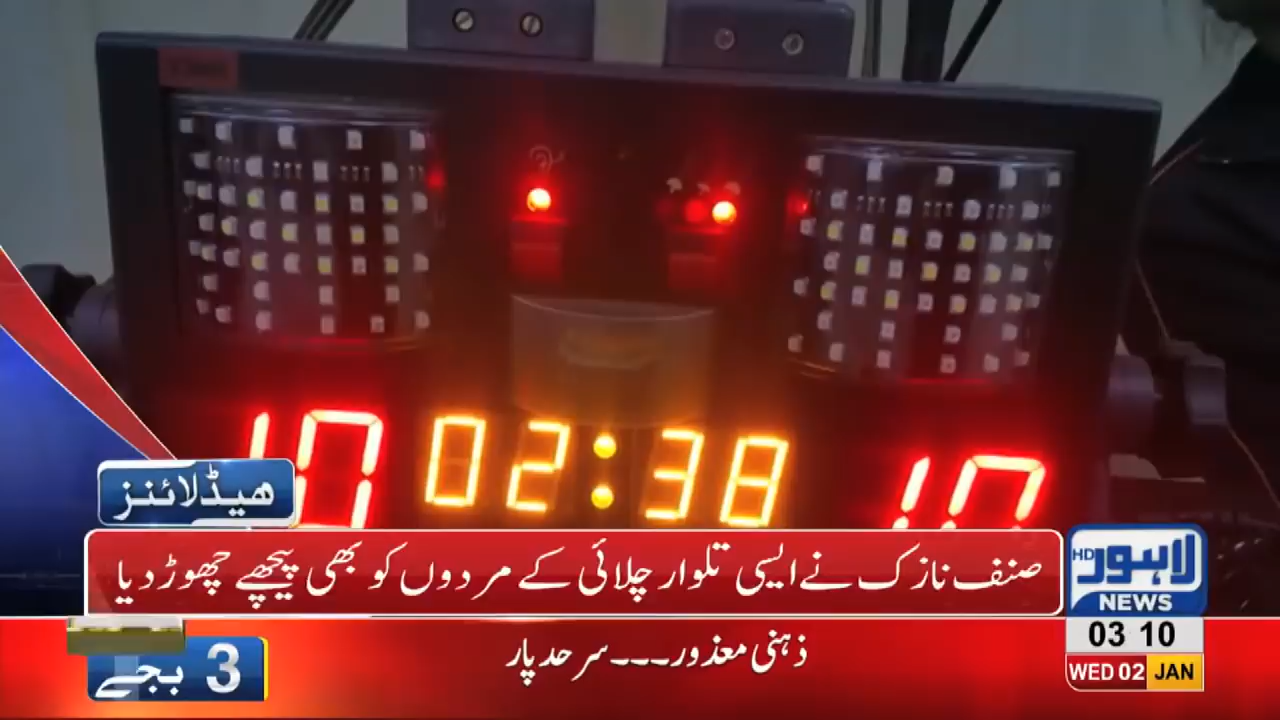 10 02:38 10
ھیڈلائنز
صنف نازک نے ایسی تلوار چلائی کے مردوں کو بھی پیچھے چھوڑ دیا
HD لاہور
NEWS
ذہنی معذور۔۔۔سرحد پار
03 10
3 بجے
WED 02 JAN